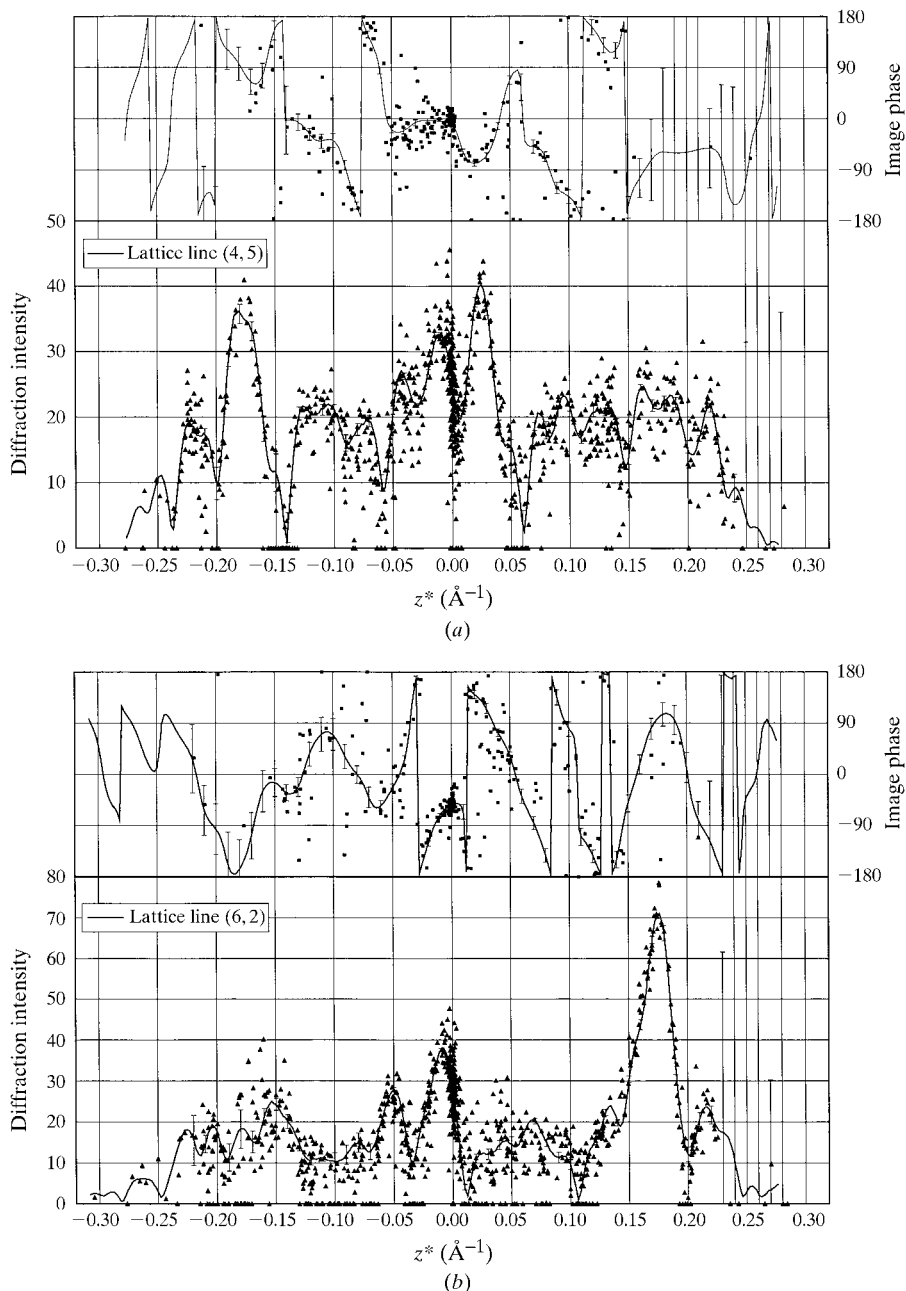 180
90
0
−90
−180
Image phase
50
40
30
20
10
0
Diffraction intensity
Lattice line (4, 5)
−0.30 −0.25 −0.20 −0.15 −0.10 −0.05 0.00 0.05 0.10 0.15 0.20 0.25 0.30
z* (Å−1)
(a)
180
90
0
−90
−180
Image phase
80
70
60
50
40
30
20
10
0
Diffraction intensity
Lattice line (6, 2)
−0.30 −0.25 −0.20 −0.15 −0.10 −0.05 0.00 0.05 0.10 0.15 0.20 0.25 0.30
z* (Å−1)
(b)